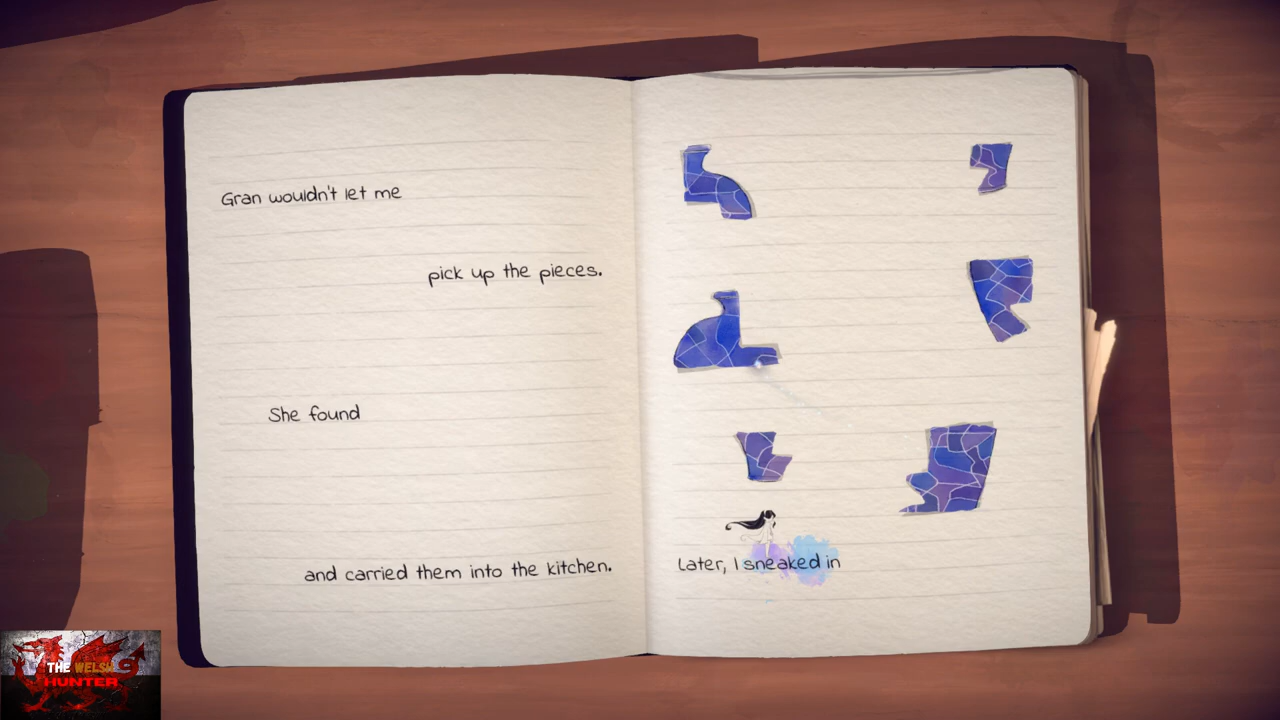 Gran wouldn't let me
pick up the pieces.
She found
and carried them into the kitchen.
Later, I sneaked in
THE WELSH
HUNTER